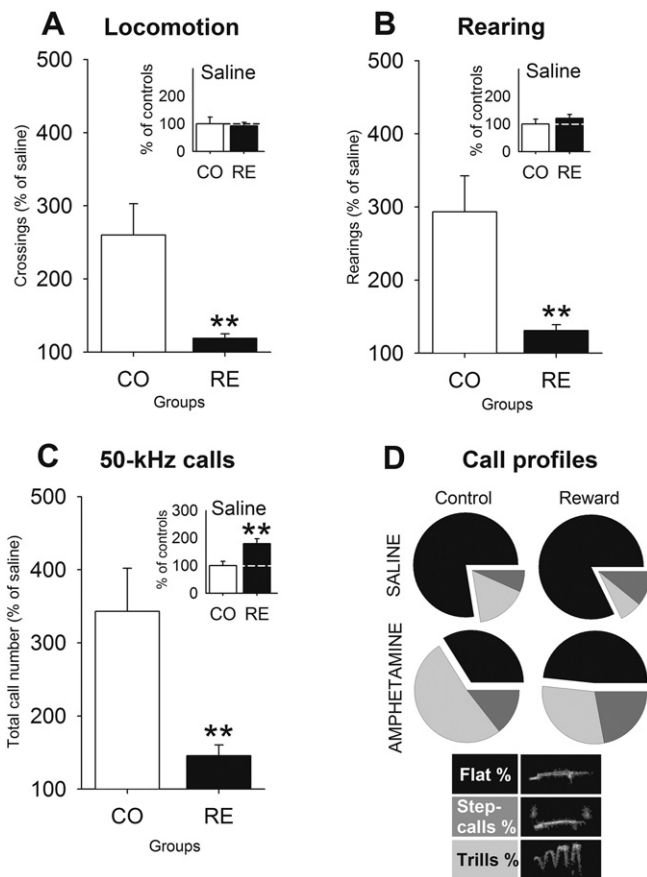 A Locomotion
500
400
300
200
100
Crossings (% of saline)
Saline
% of controls
200
100
0
CO RE
**
CO RE
Groups
B Rearing
500
400
300
200
100
Rearings (% of saline)
Saline
% of controls
200
100
0
CO RE
**
CO RE
Groups
C 50-kHz calls
500
400
300
200
100
Total call number (% of saline)
Saline
% of controls
300
200
100
0
**
CO RE
**
CO RE
Groups
D Call profiles
Control Reward
SALINE
AMPHETAMINE
Flat %
Step-
calls %
Trills %